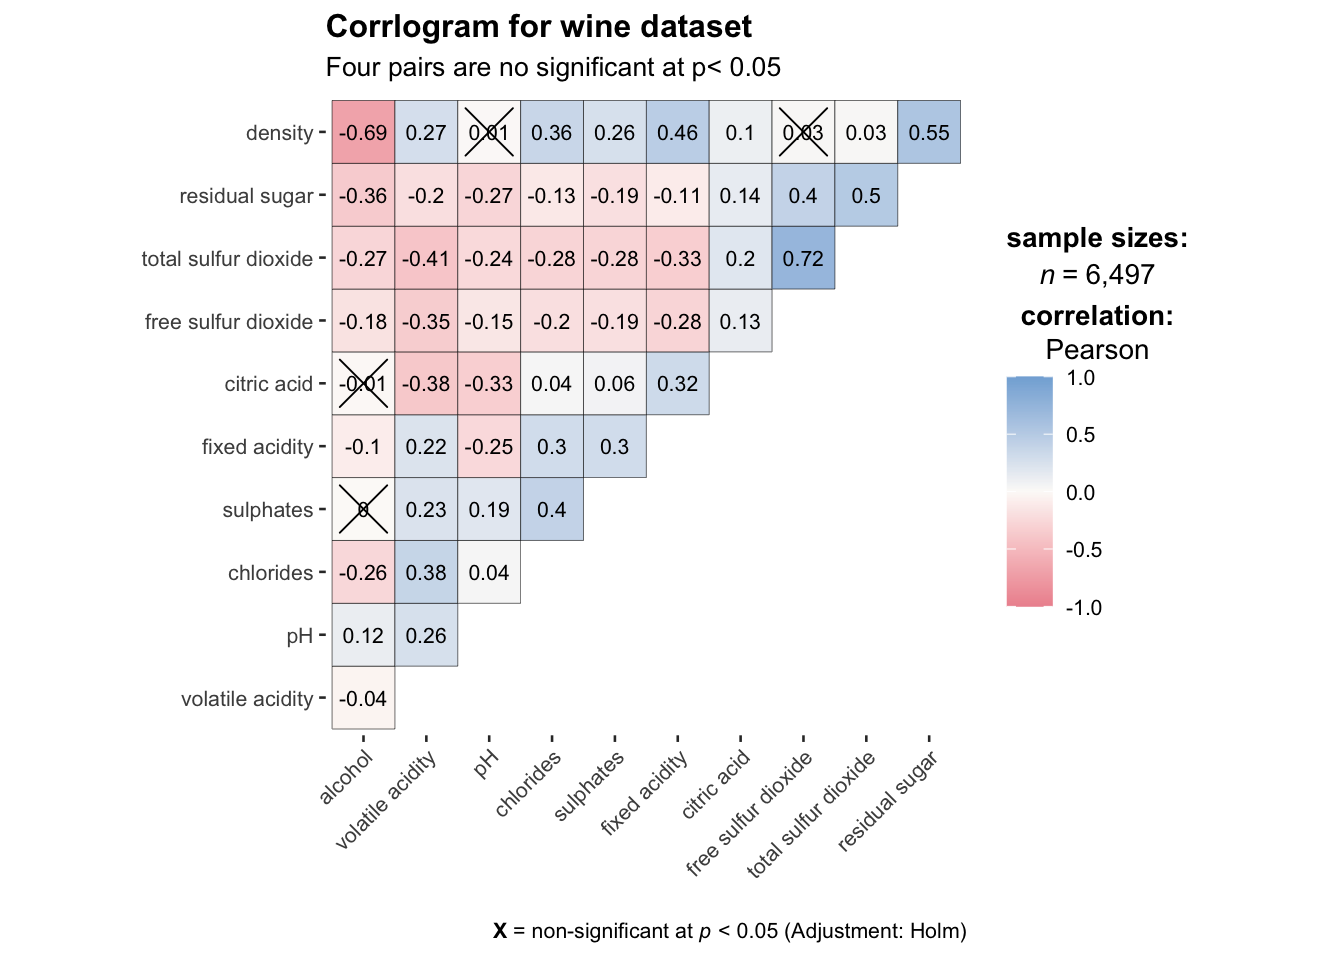 Corrlogram for wine dataset
Four pairs are no significant at p< 0.05
density -0.69 0.27 0.01 0.36 0.26 0.46 0.1 0.03 0.03 0.55
residual sugar -0.36 -0.2 -0.27 -0.13 -0.19 -0.11 0.14 0.4 0.5
total sulfur dioxide -0.27 -0.41 -0.24 -0.28 -0.28 -0.33 0.2 0.72
free sulfur dioxide -0.18 -0.35 -0.15 -0.2 -0.19 -0.28 0.13
citric acid -0.01 -0.38 -0.33 0.04 0.06 0.32
fixed acidity -0.1 0.22 -0.25 0.3 0.3
sulphates 0 0.23 0.19 0.4
chlorides -0.26 0.38 0.04
pH 0.12 0.26
volatile acidity -0.04
alcohol
volatile acidity
pH
chlorides
sulphates
fixed acidity
citric acid
free sulfur dioxide
total sulfur dioxide
residual sugar
sample sizes:
n = 6,497
correlation:
Pearson
1.0
0.5
0.0
-0.5
-1.0
X = non-significant at p < 0.05 (Adjustment: Holm)